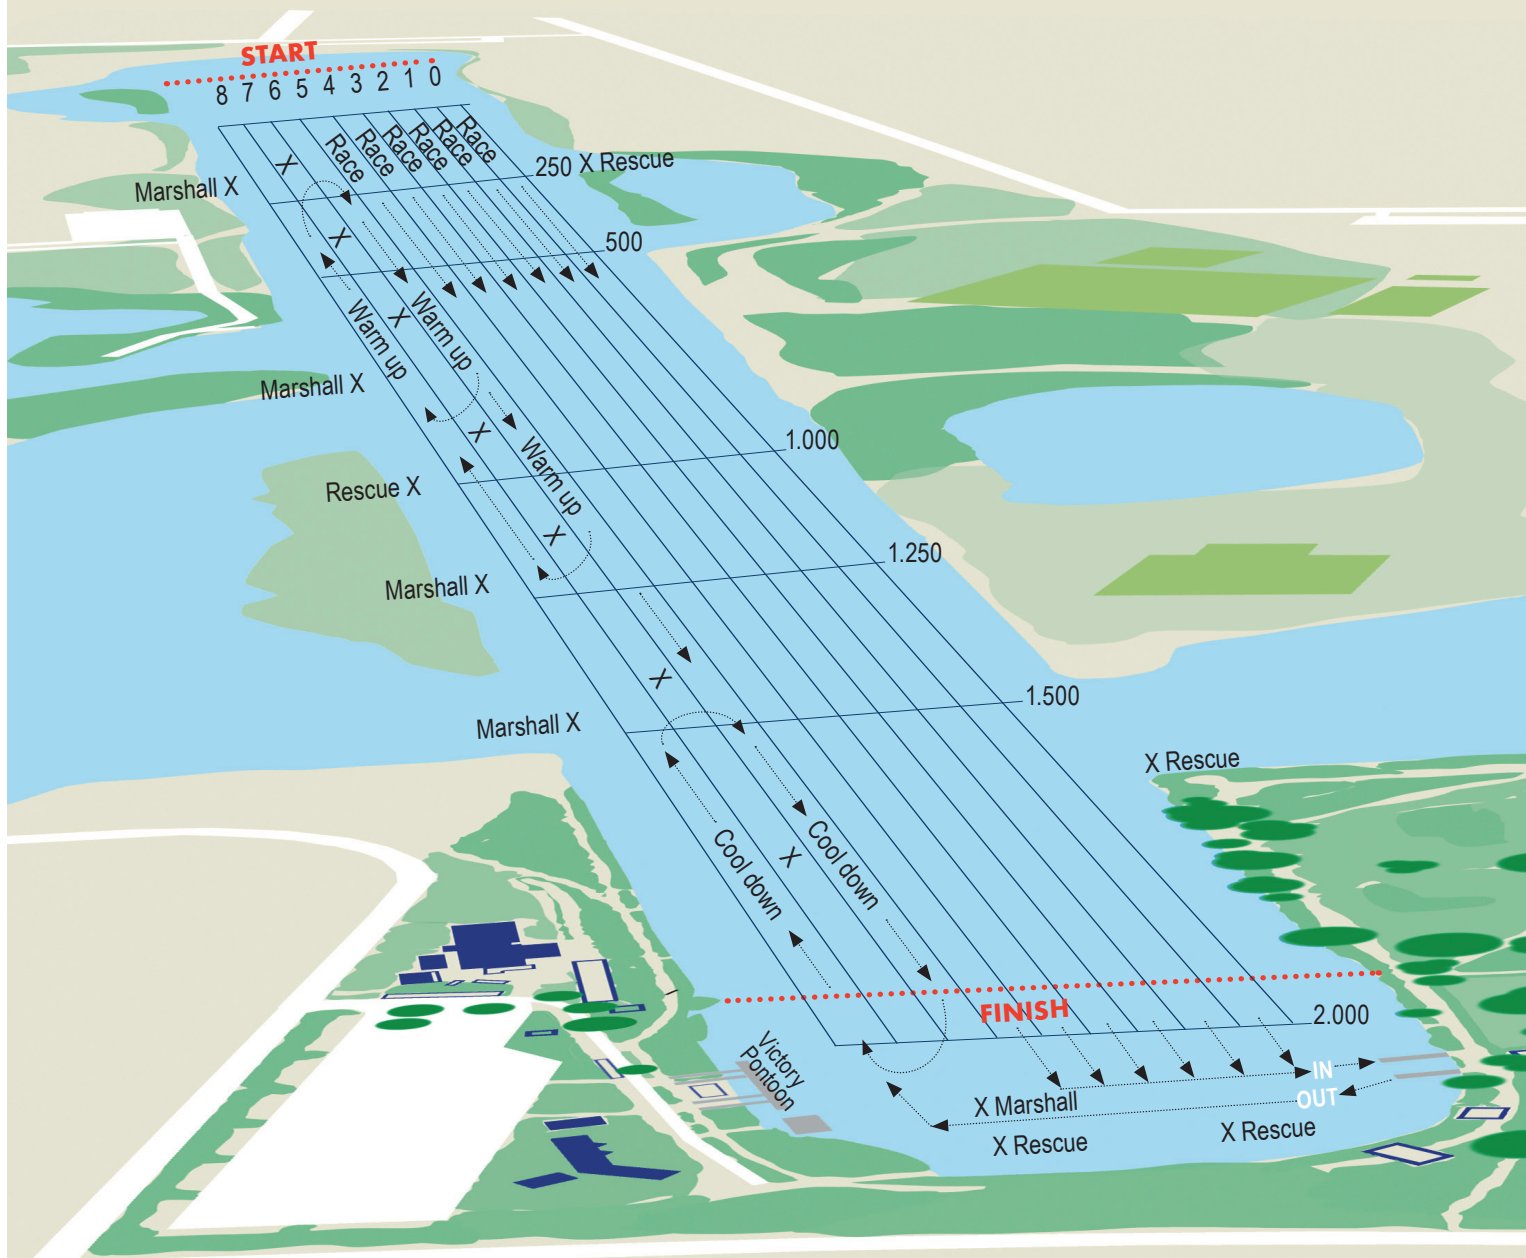 START
8 7 6 5 4 3 2 1 0
X
Race
Race
Race
Race
Race
Race
250 X Rescue
Marshall X
X
500
Warm up
X
Warm up
Marshall X
X
1.000
Rescue X
Warm up
X
1.250
Marshall X
X
1.500
Marshall X
X Rescue
Cool down
X
Cool down
FINISH
2.000
Victory
Pontoon
IN
OUT
X Marshall
X Rescue
X Rescue